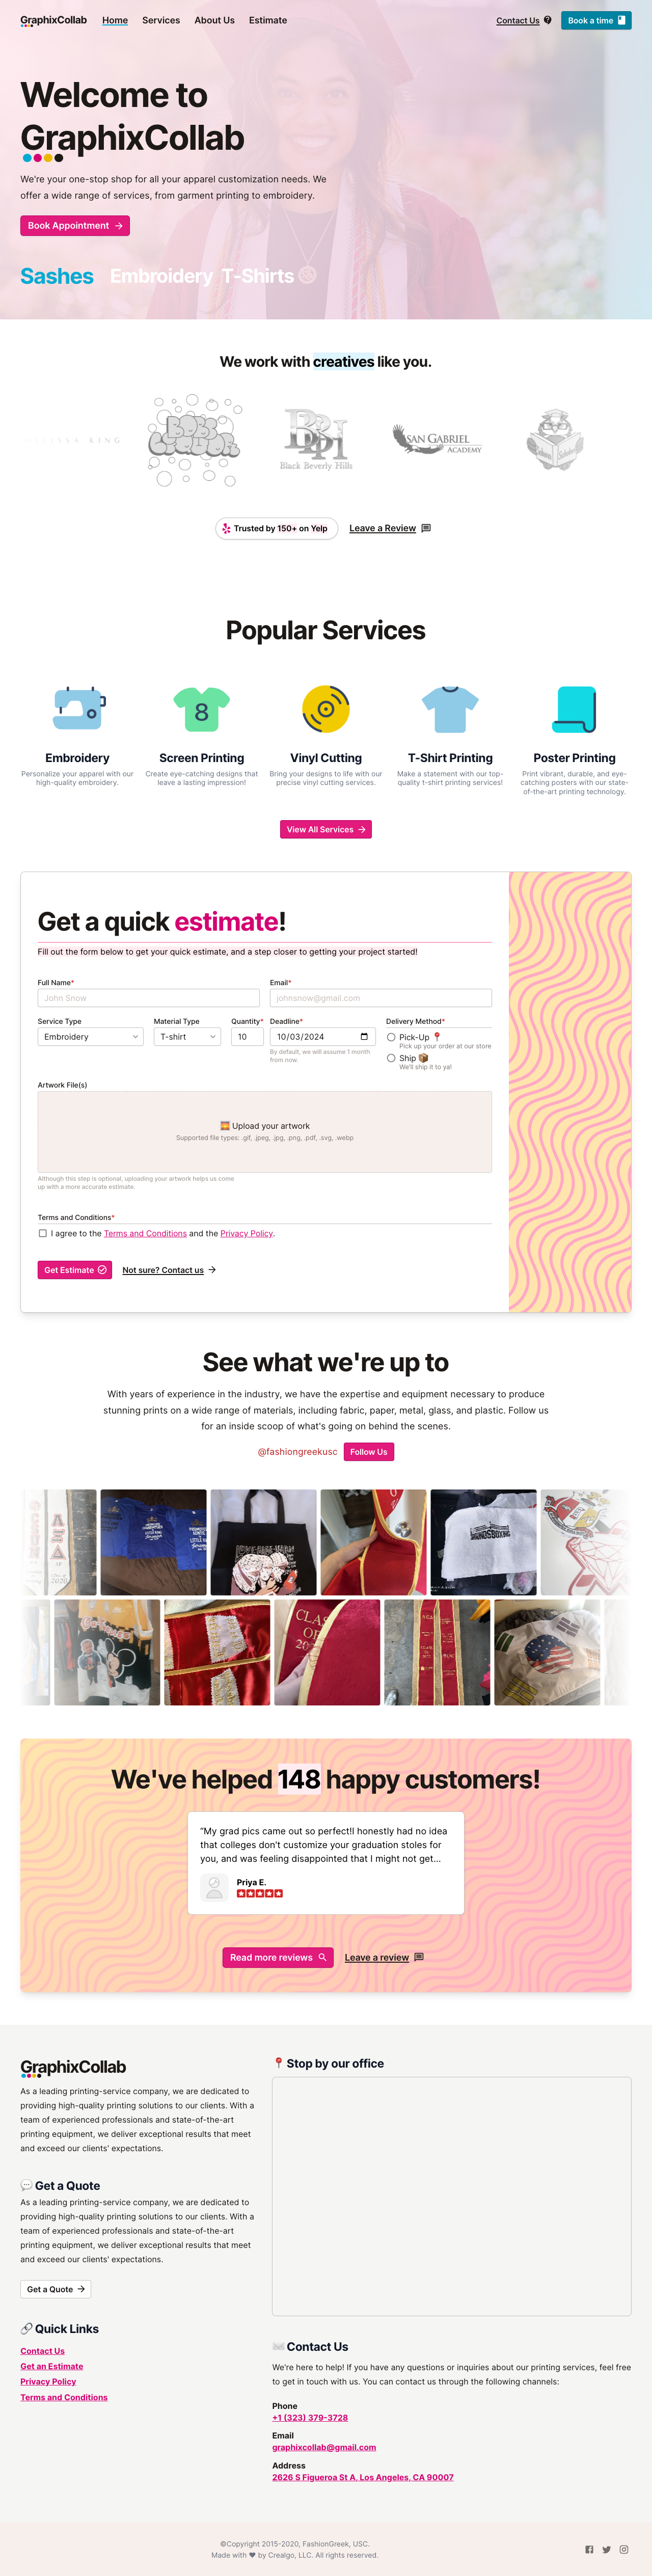 GraphixCollab
Home
Services
About Us
Estimate
Contact Us
Book a time
Welcome to
GraphixCollab
We're your one-stop shop for all your apparel customization needs. We
offer a wide range of services, from garment printing to embroidery.
Book Appointment
Sashes
Embroidery
T-Shirts
We work with creatives like you.
KING
Black Beverly Hills
SAN GABRIEL
ACADEMY
Trusted by 150+ on Yelp
Leave a Review
Popular Services
8
Embroidery
Personalize your apparel with our
high-quality embroidery.
Screen Printing
Create eye-catching designs that
leave a lasting impression!
Vinyl Cutting
Bring your designs to life with our
precise vinyl cutting services.
T-Shirt Printing
Make a statement with our top-
quality t-shirt printing services!
Poster Printing
Print vibrant, durable, and eye-
catching posters with our state-
of-the-art printing technology.
View All Services
Get a quick estimate!
Fill out the form below to get your quick estimate, and a step closer to getting your project started!
Full Name*
John Snow
Email*
johnsnow@gmail.com
Service Type
Embroidery
Material Type
T-shirt
Quantity*
10
Deadline*
10/03/2024
By default, we will assume 1 month
from now.
Delivery Method*
Pick-Up 📍
Pick up your order at our store
Ship 📦
We'll ship it to ya!
Artwork File(s)
Upload your artwork
Supported file types: .gif, .jpeg, .jpg, .png, .pdf, .svg, .webp
Although this step is optional, uploading your artwork helps us come
up with a more accurate estimate.
Terms and Conditions*
I agree to the Terms and Conditions and the Privacy Policy.
Get Estimate
Not sure? Contact us
See what we're up to
With years of experience in the industry, we have the expertise and equipment necessary to produce
stunning prints on a wide range of materials, including fabric, paper, metal, glass, and plastic. Follow us
for an inside scoop of what's going on behind the scenes.
@fashiongreekusc
Follow Us
We've helped 148 happy customers!
“My grad pics came out so perfect!I honestly had no idea
that colleges don't customize your graduation stoles for
you, and was feeling disappointed that I might not get...
Priya E.
Read more reviews
Leave a review
GraphixCollab
As a leading printing-service company, we are dedicated to
providing high-quality printing solutions to our clients. With a
team of experienced professionals and state-of-the-art
printing equipment, we deliver exceptional results that meet
and exceed our clients' expectations.
💬 Get a Quote
As a leading printing-service company, we are dedicated to
providing high-quality printing solutions to our clients. With a
team of experienced professionals and state-of-the-art
printing equipment, we deliver exceptional results that meet
and exceed our clients' expectations.
Get a Quote
🔗 Quick Links
Contact Us
Get an Estimate
Privacy Policy
Terms and Conditions
📍 Stop by our office
✉️ Contact Us
We're here to help! If you have any questions or inquiries about our printing services, feel free
to get in touch with us. You can contact us through the following channels:
Phone
+1 (323) 379-3728
Email
graphixcollab@gmail.com
Address
2626 S Figueroa St A, Los Angeles, CA 90007
©Copyright 2015-2020, FashionGreek, USC.
Made with ♥ by Crealgo, LLC. All rights reserved.